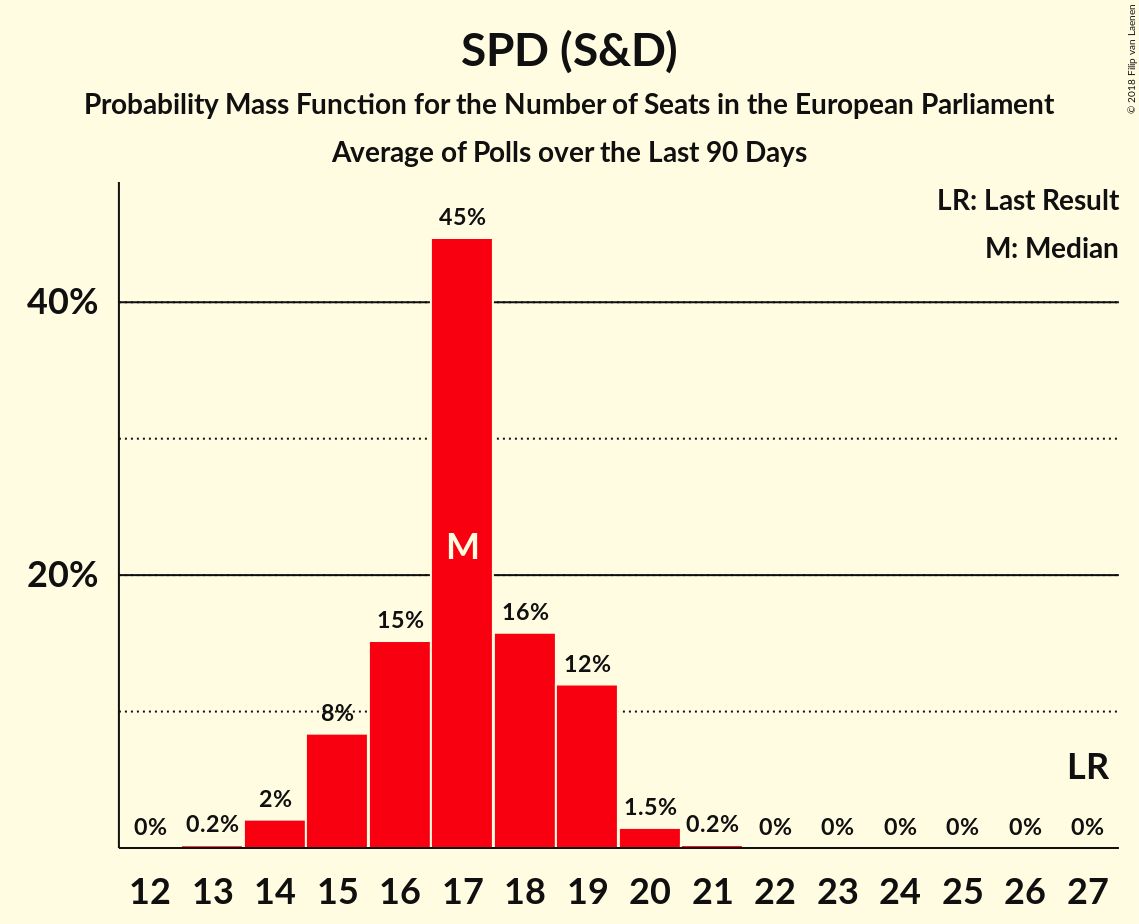 SPD (S&D)
Probability Mass Function for the Number of Seats in the European Parliament
Average of Polls over the Last 90 Days
© 2018 Filip van Laenen
LR: Last Result
M: Median
45%
40%
M
20%
15%
16%
12%
8%
LR
0%
0.2%
2%
1.5%
0.2%
0%
0%
0%
0%
0%
0%
12 13 14 15 16 17 18 19 20 21 22 23 24 25 26 27